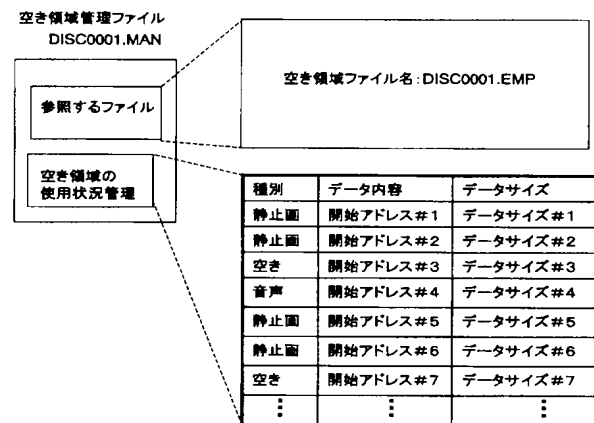 空き領域管理ファイル
DISC0001.MAN
参照するファイル
空き領域ファイル名:DISC0001.EMP
空き領域の
使用状況管理
種別 データ内容 データサイズ
静止画 開始アドレス#1 データサイズ#1
静止画 開始アドレス#2 データサイズ#2
空き 開始アドレス#3 データサイズ#3
音声 開始アドレス#4 データサイズ#4
静止画 開始アドレス#5 データサイズ#5
静止画 開始アドレス#6 データサイズ#6
空き 開始アドレス#7 データサイズ#7
⋮ ⋮ ⋮